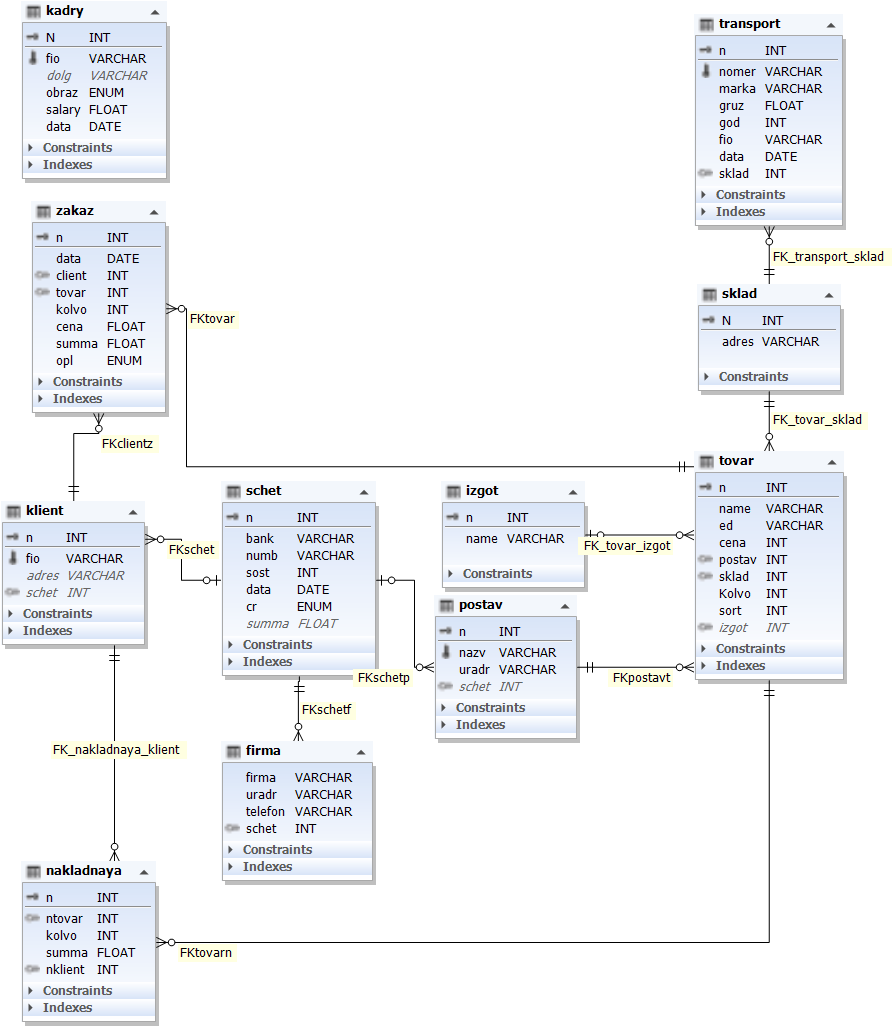 kadry
N INT
fio VARCHAR
dolg VARCHAR
obraz ENUM
salary FLOAT
data DATE
Constraints
Indexes
transport
n INT
nomer VARCHAR
marka VARCHAR
gruz FLOAT
god INT
fio VARCHAR
data DATE
sklad INT
Constraints
Indexes
zakaz
n INT
data DATE
client INT
tovar INT
kolvo INT
cena FLOAT
summa FLOAT
opl ENUM
Constraints
Indexes
FK_transport_sklad
sklad
N INT
adres VARCHAR
Constraints
FKtovar
FKclientz
FK_tovar_sklad
klient
n INT
fio VARCHAR
adres VARCHAR
schet INT
Constraints
Indexes
FKschet
schet
n INT
bank VARCHAR
numb VARCHAR
sost INT
data DATE
cr ENUM
summa FLOAT
Constraints
Indexes
izgot
n INT
name VARCHAR
Constraints
FK_tovar_izgot
tovar
n INT
name VARCHAR
ed VARCHAR
cena INT
postav INT
sklad INT
Kolvo INT
sort INT
izgot INT
Constraints
Indexes
postav
n INT
nazv VARCHAR
uradr VARCHAR
schet INT
Constraints
Indexes
FKschetp
FKpostavt
FKschetf
FK_nakladnaya_klient
firma
firma VARCHAR
uradr VARCHAR
telefon VARCHAR
schet INT
Constraints
Indexes
nakladnaya
n INT
ntovar INT
kolvo INT
summa FLOAT
nklient INT
Constraints
Indexes
FKtovarn